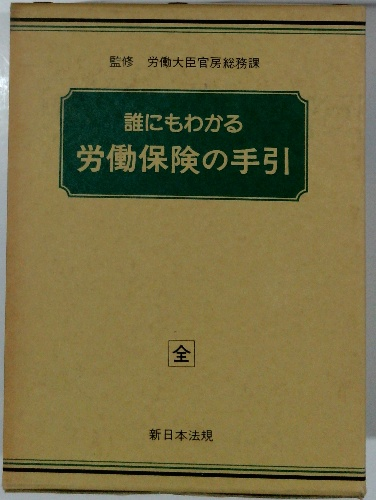 監修 労働大臣官房総務課
誰にもわかる
労働保険の手引
全
新日本法規